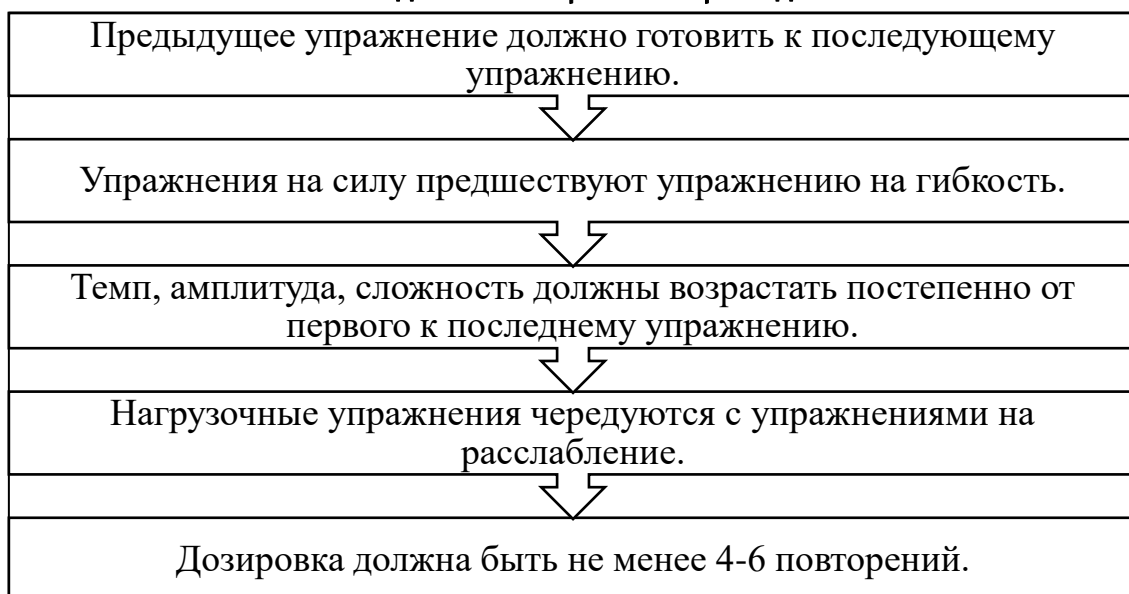 Предыдущее упражнение должно готовить к последующему
упражнению.
Упражнения на силу предшествуют упражнению на гибкость.
Темп, амплитуда, сложность должны возрастать постепенно от
первого к последнему упражнению.
Нагрузочные упражнения чередуются с упражнениями на
расслабление.
Дозировка должна быть не менее 4-6 повторений.